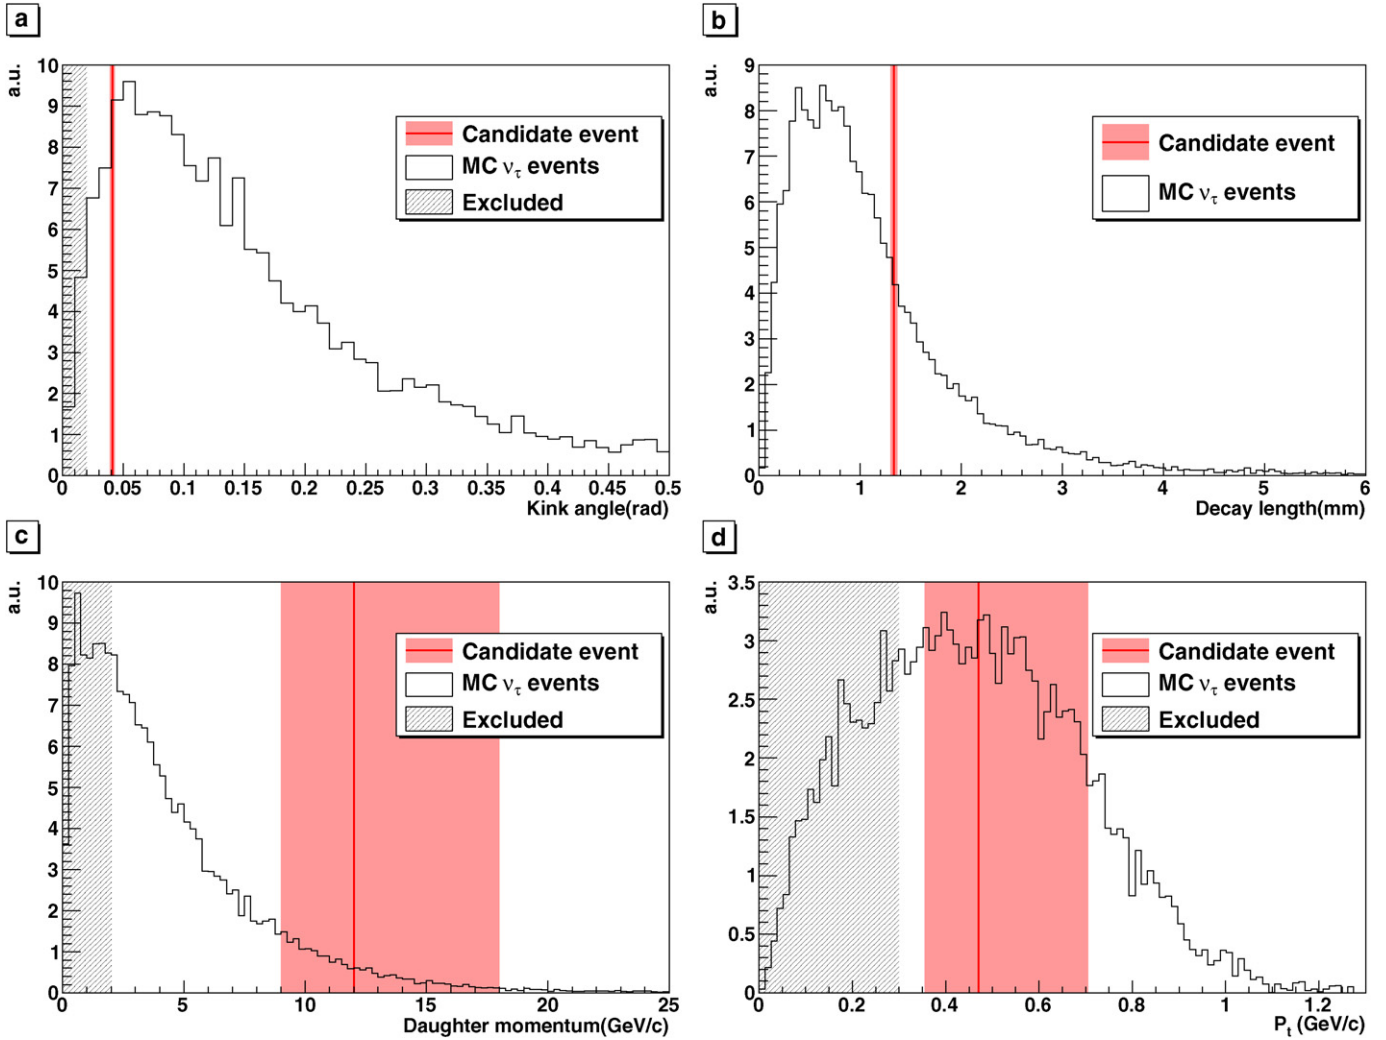 a
a.u.
10
9
8
7
6
5
4
3
2
1
0
0 0.05 0.1 0.15 0.2 0.25 0.3 0.35 0.4 0.45 0.5
Kink angle(rad)
Candidate event
MC ντ events
Excluded
b
a.u.
9
8
7
6
5
4
3
2
1
0
0 1 2 3 4 5 6
Decay length(mm)
Candidate event
MC ντ events
c
a.u.
10
9
8
7
6
5
4
3
2
1
0
0 5 10 15 20 25
Daughter momentum(GeV/c)
Candidate event
MC ντ events
Excluded
d
a.u.
3.5
3
2.5
2
1.5
1
0.5
0
0 0.2 0.4 0.6 0.8 1 1.2
Pt (GeV/c)
Candidate event
MC ντ events
Excluded